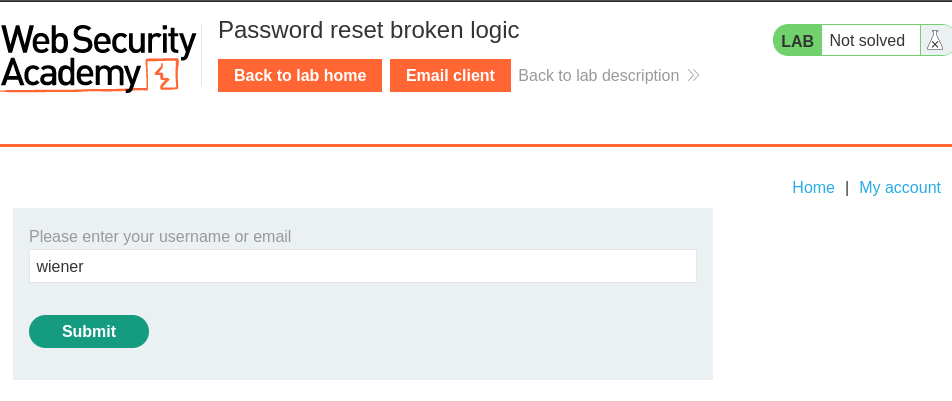 Web Security
Academy
Password reset broken logic
LAB Not solved
Back to lab home Email client Back to lab description
Home | My account
Please enter your username or email
wiener
Submit